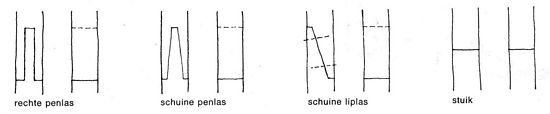 rechte penlas
schuine penlas
schuine liplas
stuik